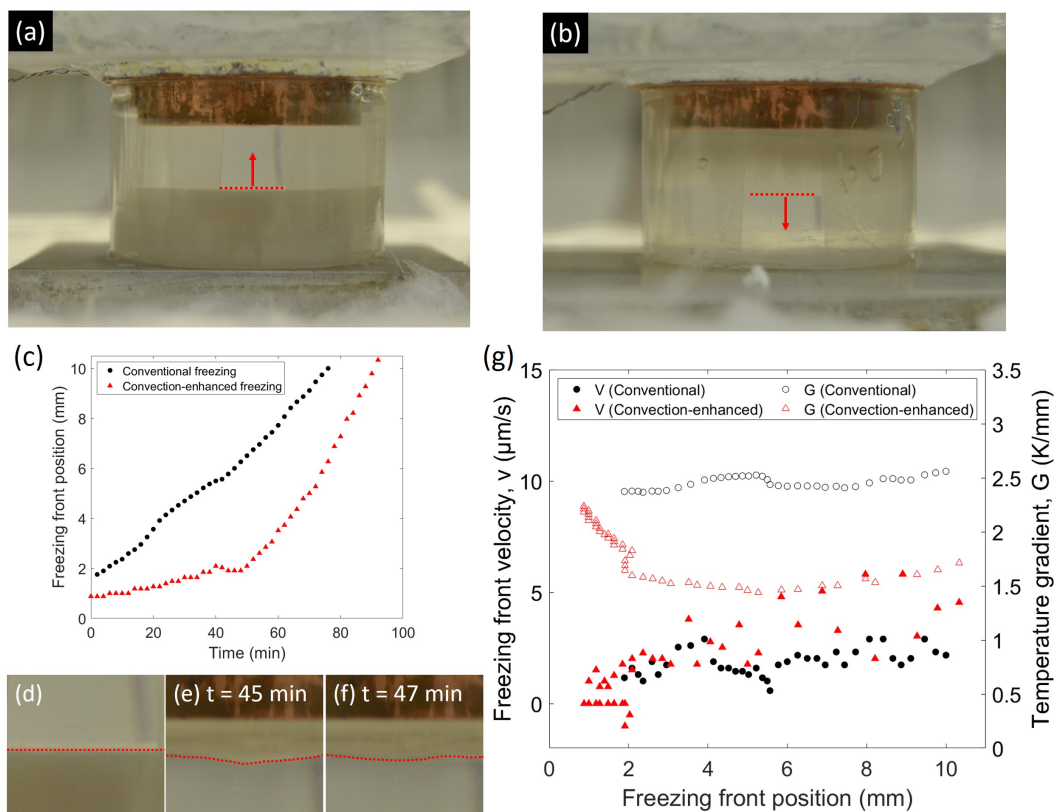 (a)
(b)
(c)
10
8
6
4
2
0
Freezing front position (mm)
Conventional freezing
Convection-enhanced freezing
0 20 40 60 80 100
Time (min)
(d)
(e) t = 45 min
(f) t = 47 min
(g)
15
10
5
0
Freezing front velocity, v (μm/s)
V (Conventional)
V (Convection-enhanced)
G (Conventional)
G (Convection-enhanced)
3.5
3
2.5
2
1.5
1
0.5
0
Temperature gradient, G (K/mm)
0 2 4 6 8 10
Freezing front position (mm)